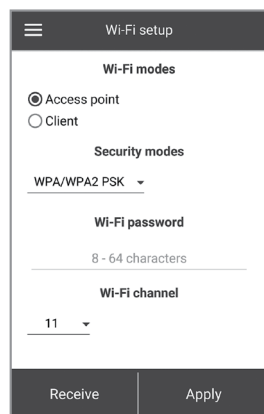 Wi-Fi setup
Wi-Fi modes
Access point
Client
Security modes
WPA/WPA2 PSK
Wi-Fi password
8 - 64 characters
Wi-Fi channel
11
Receive
Apply